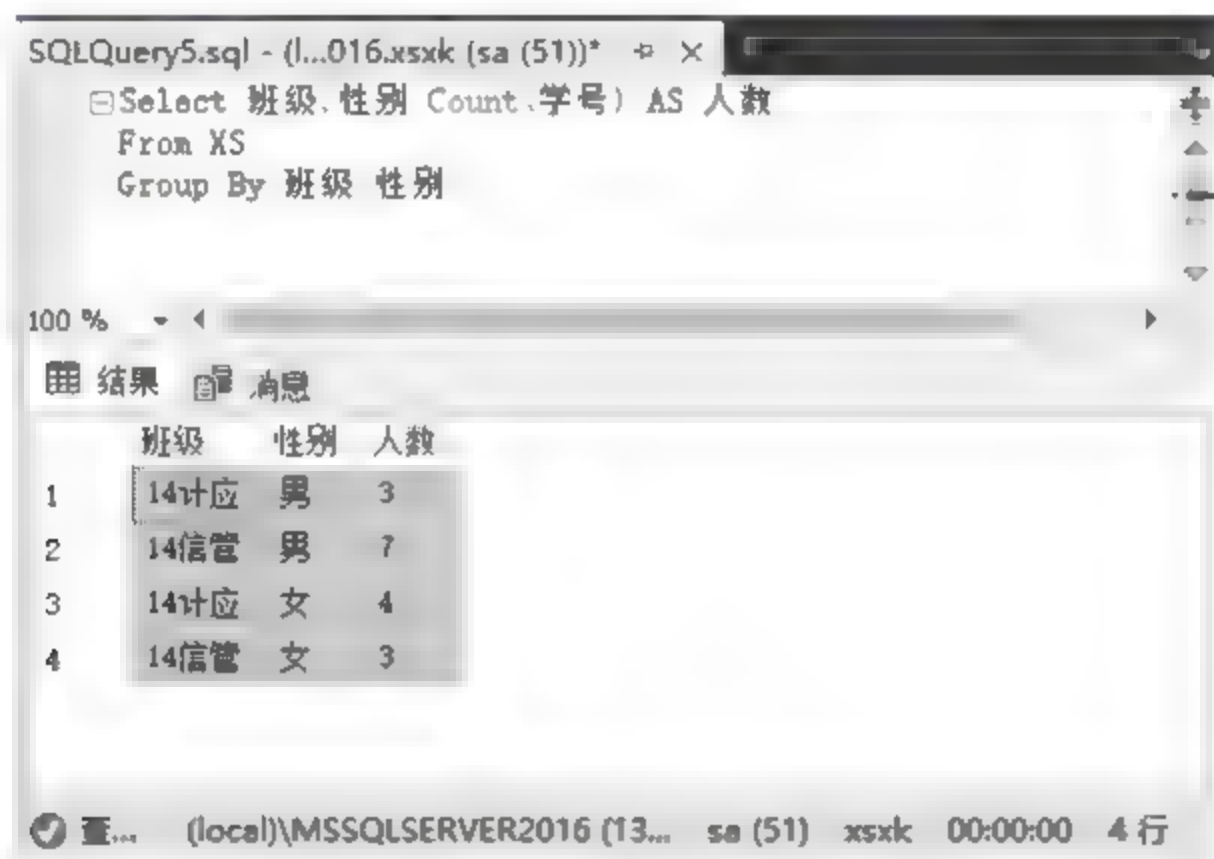 SQLQuery5.sql - (l...016.xsxk (sa (51))* ✕
Select 班级,性别 Count(学号) AS 人数
From XS
Group By 班级 性别
100 %
结果 消息
班级 性别 人数
1 14计应 男 3
2 14信管 男 7
3 14计应 女 4
4 14信管 女 3
查... (local)\MSSQLSERVER2016 (13... sa (51) xsxk 00:00:00 4 行